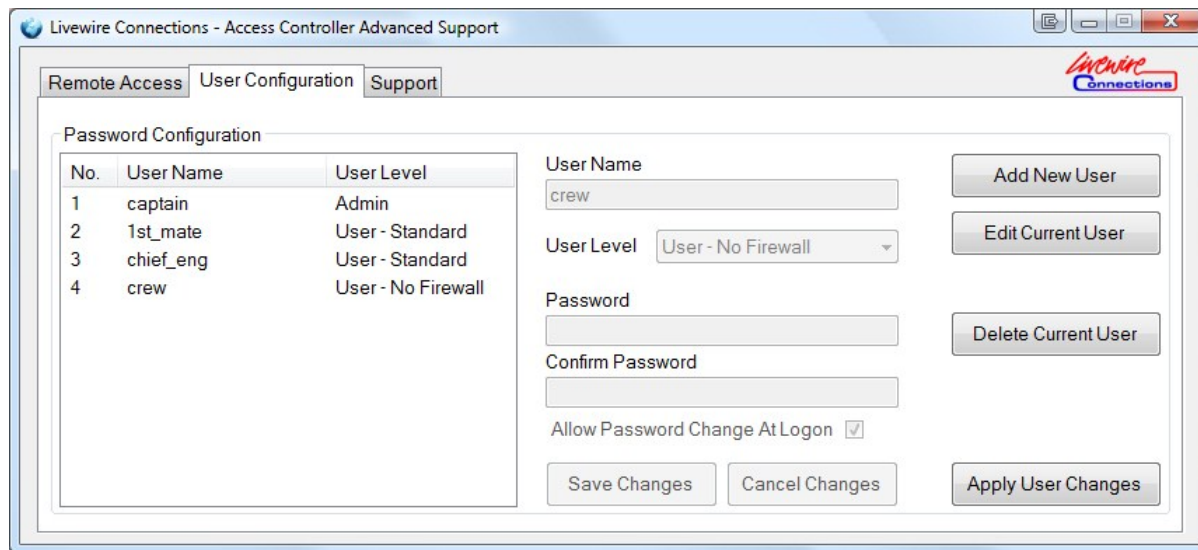 Livewire Connections - Access Controller Advanced Support
Livewire
Connections
Remote Access User Configuration Support
Password Configuration
No. User Name User Level
1 captain Admin
2 1st_mate User - Standard
3 chief_eng User - Standard
4 crew User - No Firewall
User Name
crew
User Level User - No Firewall
Password
Confirm Password
Allow Password Change At Logon
Save Changes Cancel Changes
Add New User
Edit Current User
Delete Current User
Apply User Changes